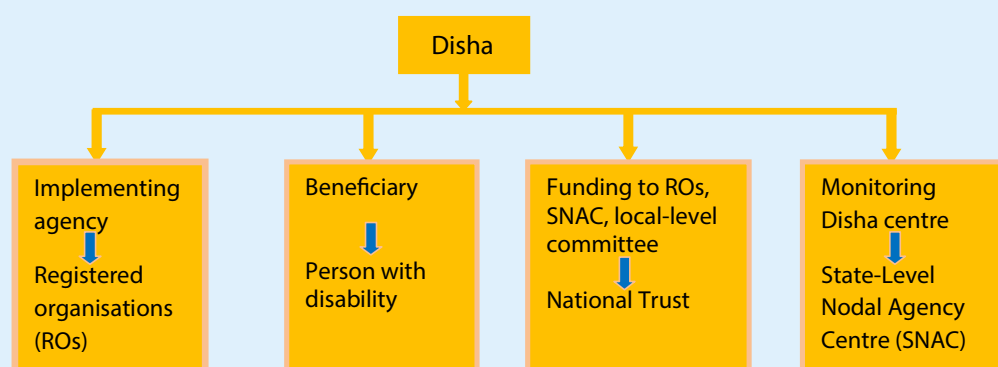 Disha
Implementing
agency
Registered
organisations
(ROs)
Beneficiary
Person with
disability
Funding to ROs,
SNAC, local-level
committee
National Trust
Monitoring
Disha centre
State-Level
Nodal Agency
Centre (SNAC)